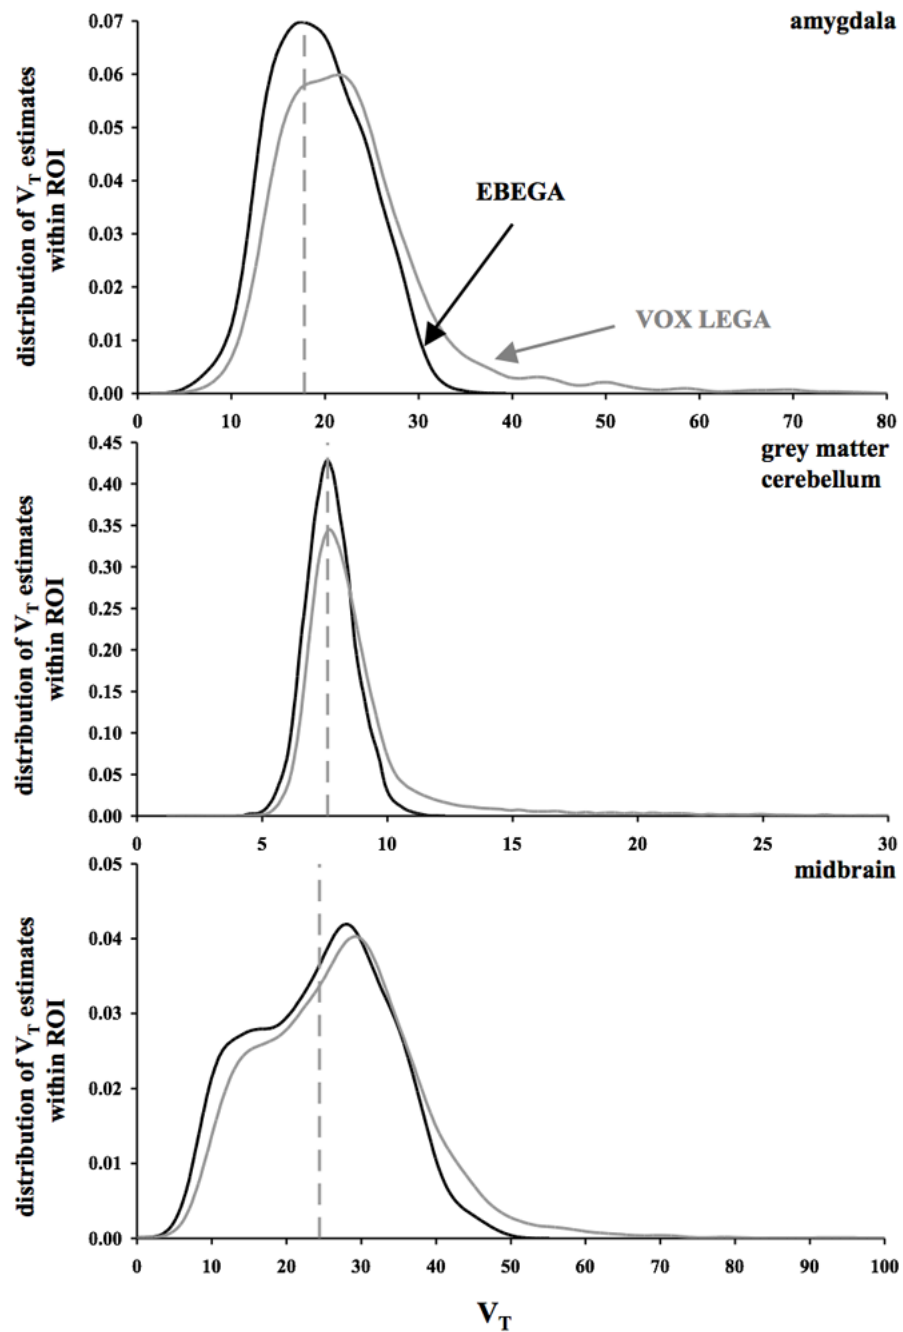 amygdala
distribution of VT estimates
within ROI
0.07
0.06
0.05
0.04
0.03
0.02
0.01
0.00
EBEGA
VOX LEGA
0 10 20 30 40 50 60 70 80
grey matter
cerebellum
distribution of VT estimates
within ROI
0.45
0.40
0.35
0.30
0.25
0.20
0.15
0.10
0.05
0.00
0 5 10 15 20 25 30
midbrain
distribution of VT estimates
within ROI
0.05
0.04
0.03
0.02
0.01
0.00
0 10 20 30 40 50 60 70 80 90 100
VT